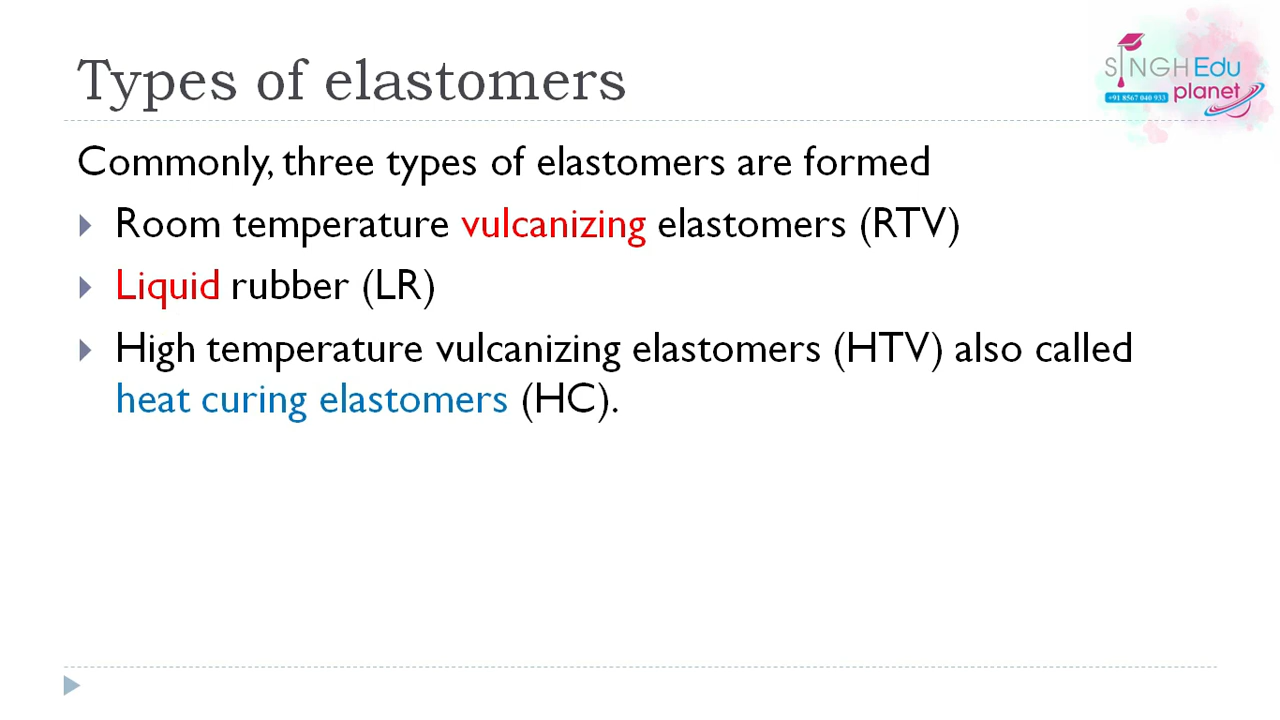 Types of elastomers
SINGH Edu
planet
+91 8567 040 933
Commonly, three types of elastomers are formed
Room temperature vulcanizing elastomers (RTV)
Liquid rubber (LR)
High temperature vulcanizing elastomers (HTV) also called
heat curing elastomers (HC).